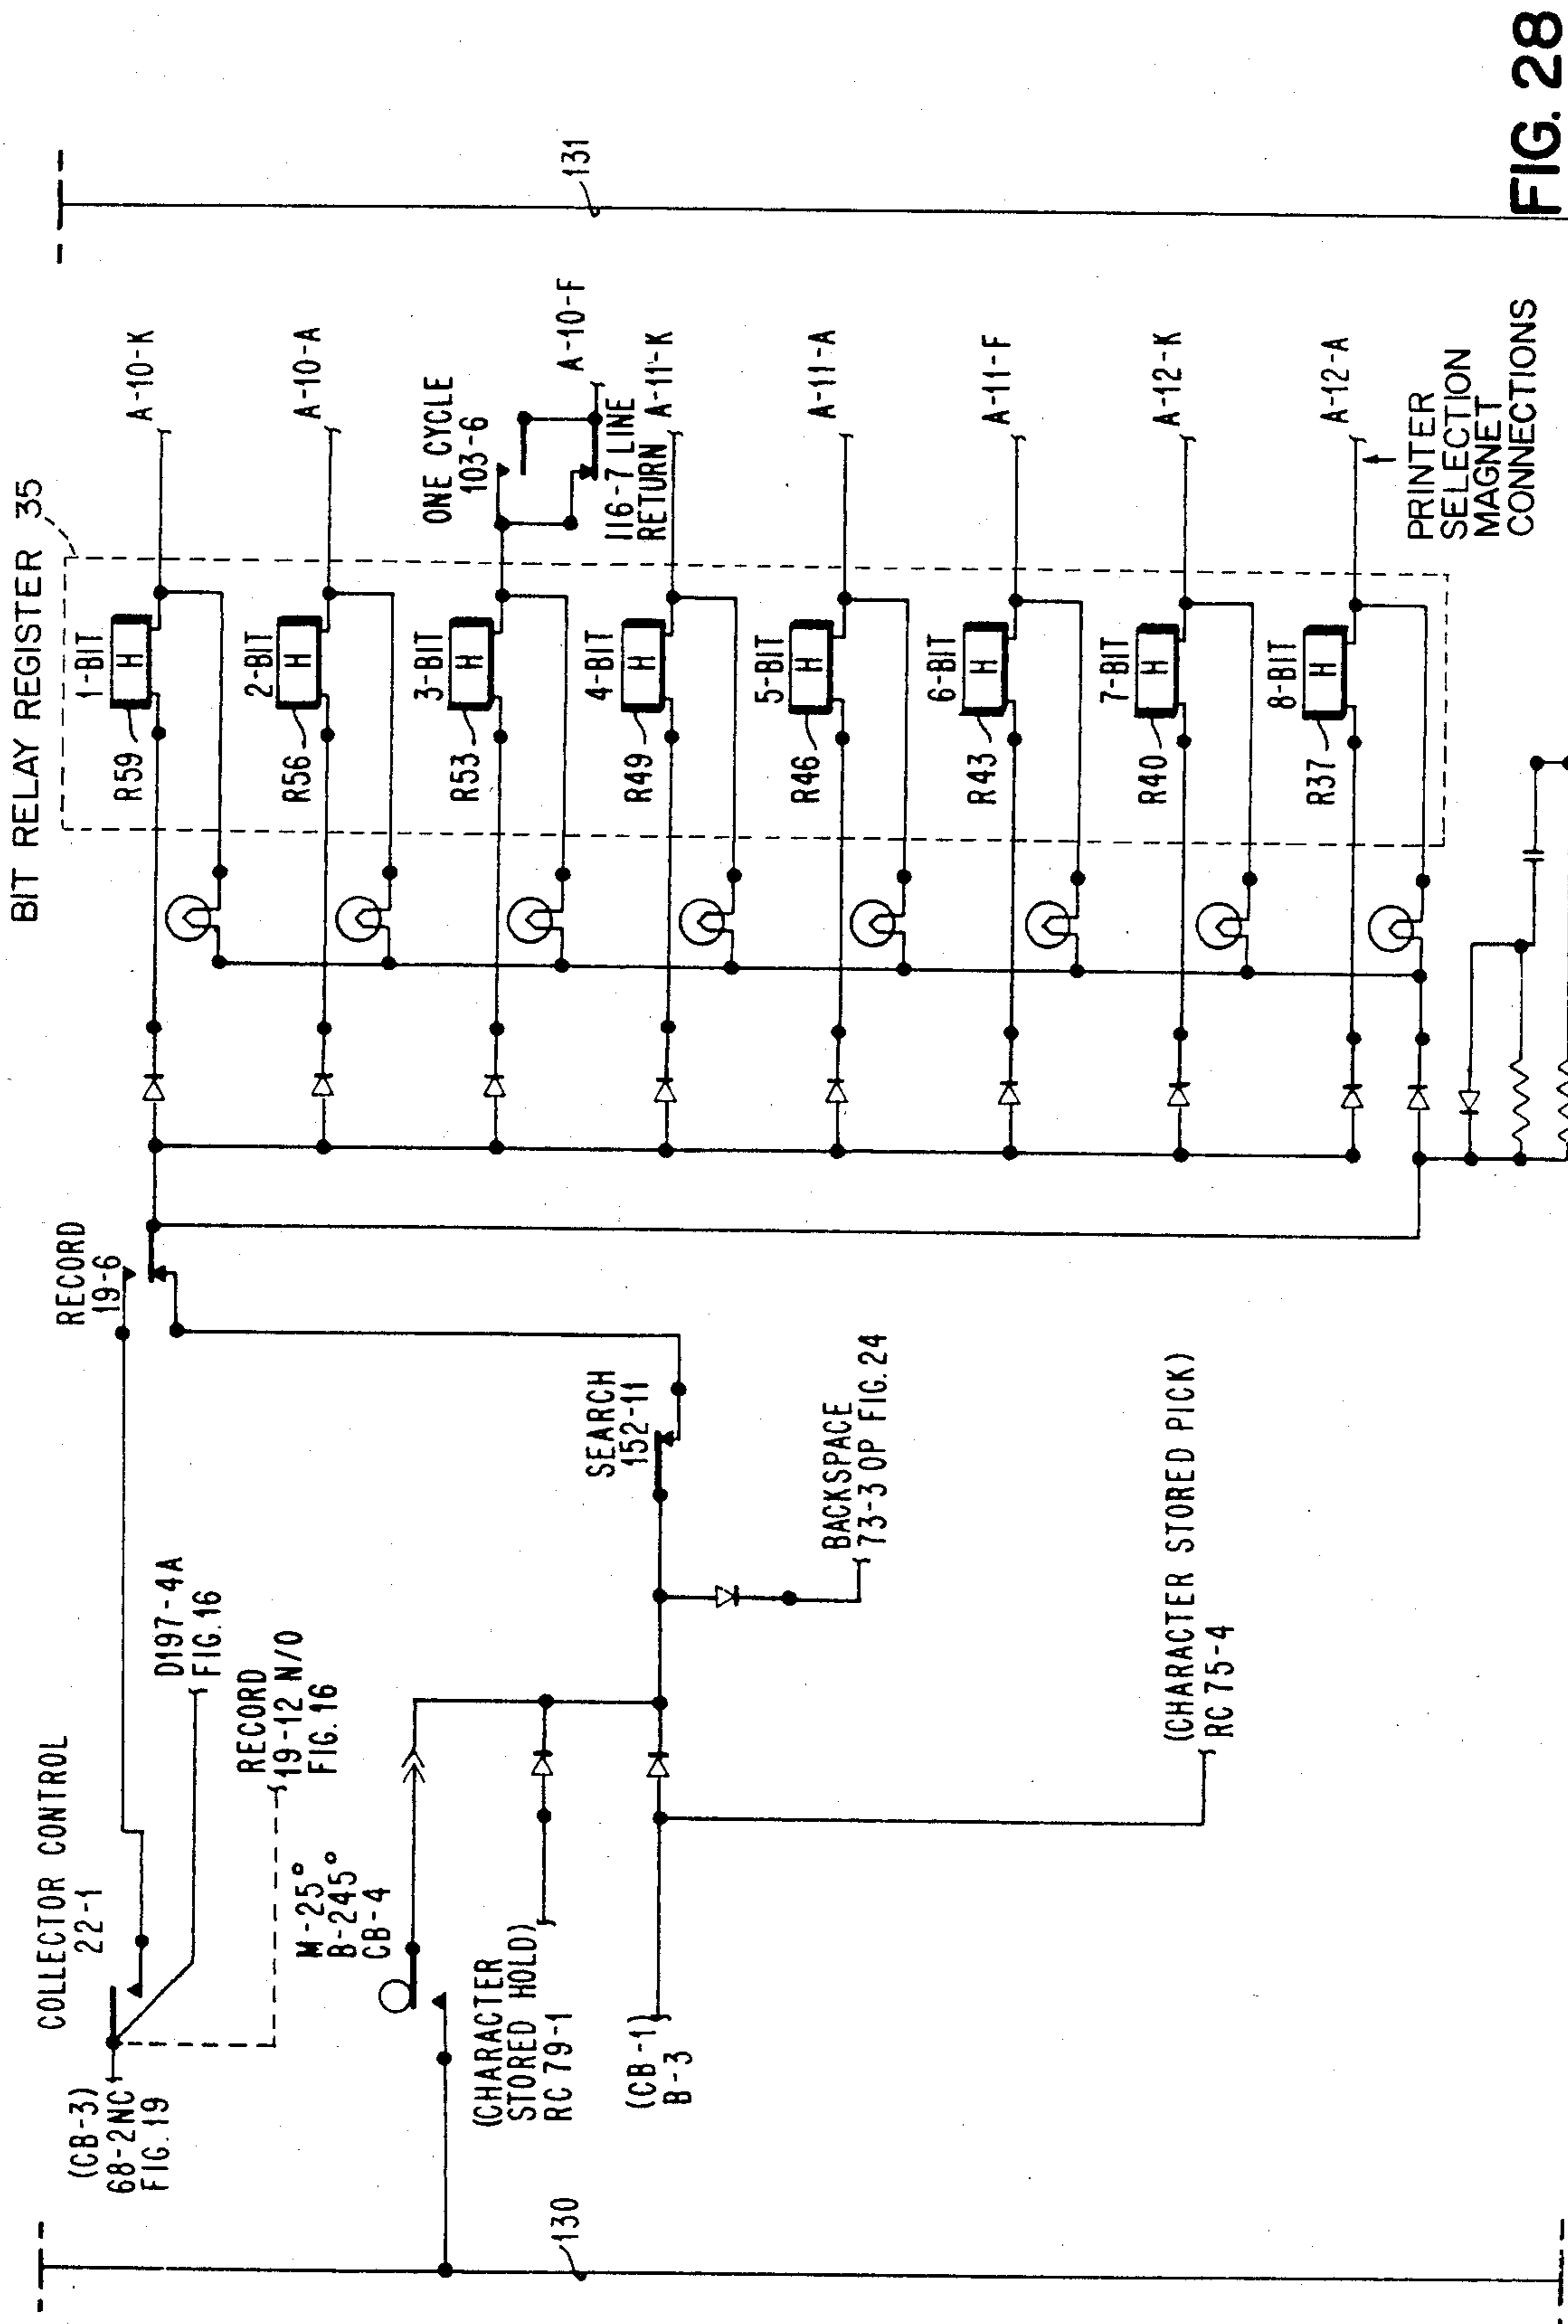 BIT RELAY REGISTER 35
COLLECTOR CONTROL
22-1
(CB-3)
68-2NC
FIG.19
D197-4A
FIG.16
RECORD
19-12 N/O
FIG.16
RECORD
19-6
M-25°
B-245°
CB-4
(CHARACTER
STORED HOLD)
RC 79-1
(CB-1)
B-3
SEARCH
152-11
BACKSPACE
73-3 OP FIG.24
(CHARACTER STORED PICK)
RC 75-4
130
1-BIT
H
R59
A-10-K
2-BIT
H
R56
A-10-A
3-BIT
H
R53
ONE CYCLE
103-6
A-10-F
116-7 LINE
RETURN
4-BIT
H
R49
A-11-K
5-BIT
H
R46
A-11-A
6-BIT
H
R43
A-11-F
7-BIT
H
R40
A-12-K
8-BIT
H
R37
A-12-A
PRINTER
SELECTION
MAGNET
CONNECTIONS
131
FIG. 28